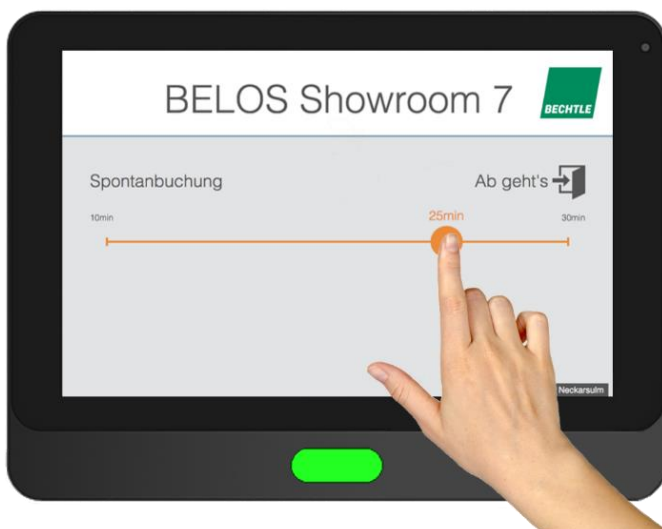 BELOS Showroom 7
BECHTLE
Spontanbuchung
Ab geht's
10min
25min
30min
Neckarsulm